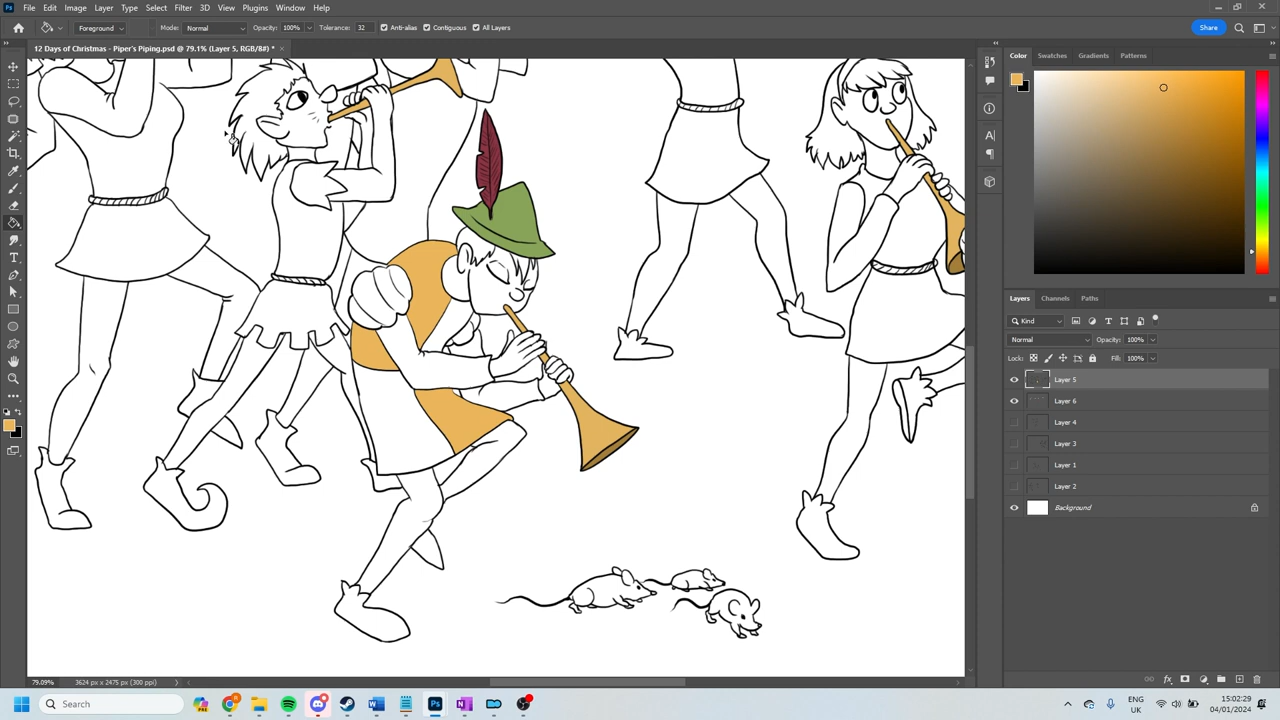 Ps File Edit Image Layer Type Select Filter 3D View Plugins Window Help
Foreground Mode: Normal Opacity: 100% Tolerance: 32 Anti-alias Contiguous All Layers Share
12 Days of Christmas - Piper's Piping.psd @ 79.1% (Layer 5, RGB/8#) * ×
Color Swatches Gradients Patterns
Layers Channels Paths
Kind
Normal Opacity: 100%
Lock: Fill: 100%
Layer 5
Layer 6
Layer 4
Layer 3
Layer 1
Layer 2
Background
79.09% 3624 px x 2475 px (300 ppi)
Search
ENG
UK
15:02:29
04/01/2024